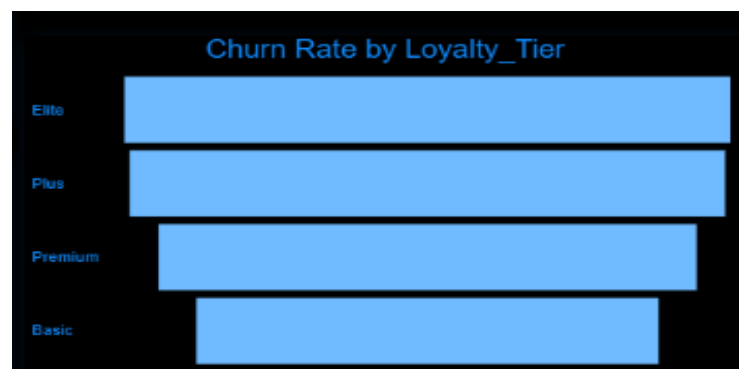 Churn Rate by Loyalty_Tier
Elite
Plus
Premium
Basic